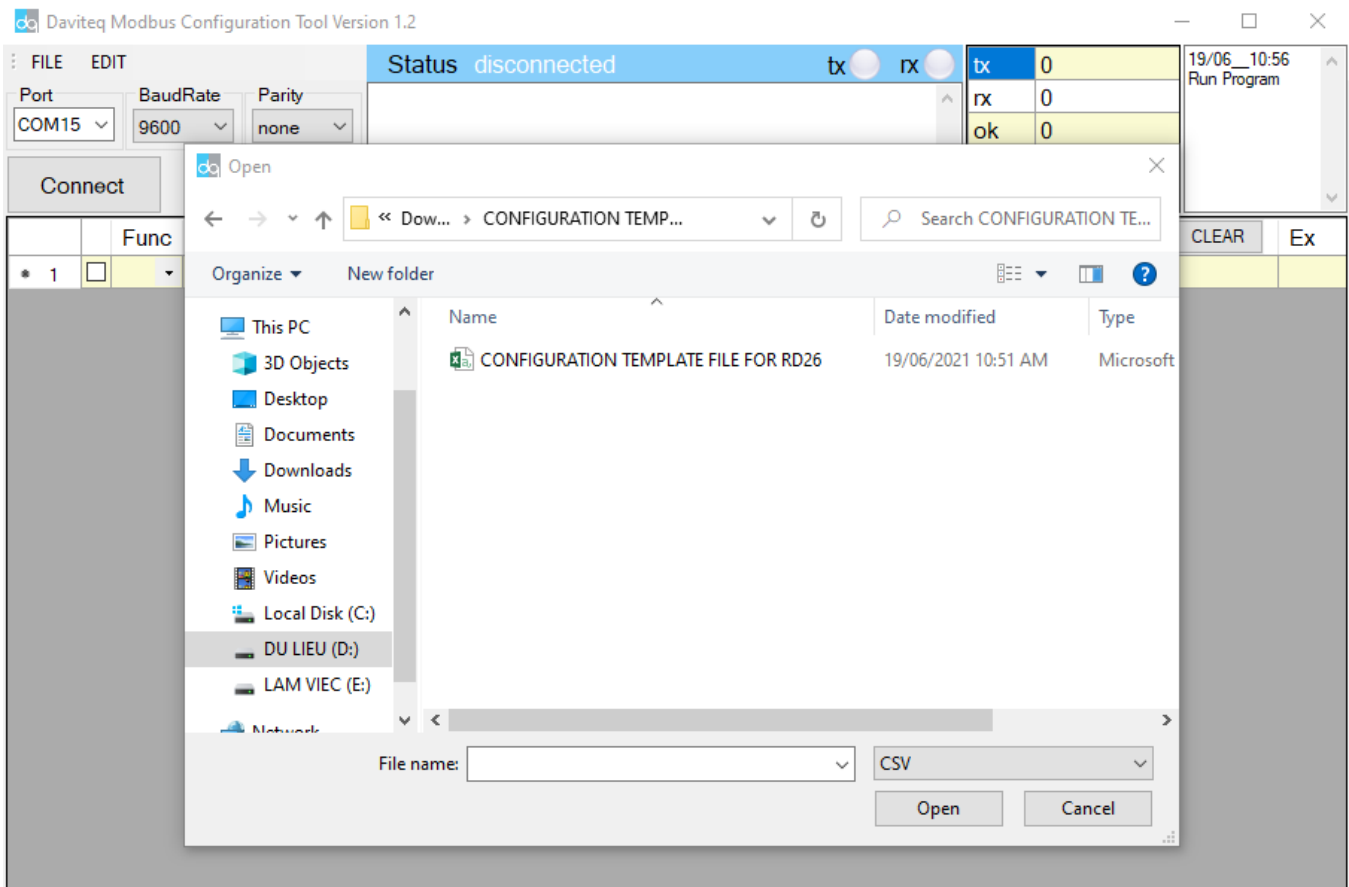 Daviteq Modbus Configuration Tool Version 1.2
FILE EDIT
Status disconnected tx rx
tx 0
rx 0
ok 0
19/06__10:56
Run Program
Port BaudRate Parity
COM15 9600 none
Connect
Func
CLEAR Ex
1
Open
« Dow... › CONFIGURATION TEMP...
Search CONFIGURATION TE...
Organize New folder
This PC
3D Objects
Desktop
Documents
Downloads
Music
Pictures
Videos
Local Disk (C:)
DU LIEU (D:)
LAM VIEC (E:)
Network
Name Date modified Type
CONFIGURATION TEMPLATE FILE FOR RD26 19/06/2021 10:51 AM Microsoft
File name:
CSV
Open Cancel